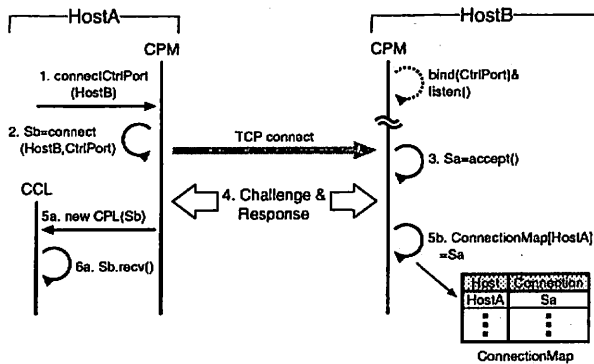 HostA
HostB
CPM
CPM
1. connectCtrlPort
(HostB)
bind(CtrlPort)&
listen()
2. Sb=connect
(HostB,CtrlPort)
TCP connect
3. Sa=accept()
CCL
4. Challenge &
Response
5a. new CPL(Sb)
5b. ConnectionMap[HostA]
=Sa
6a. Sb.recv()
Host Connection
HostA Sa
ConnectionMap